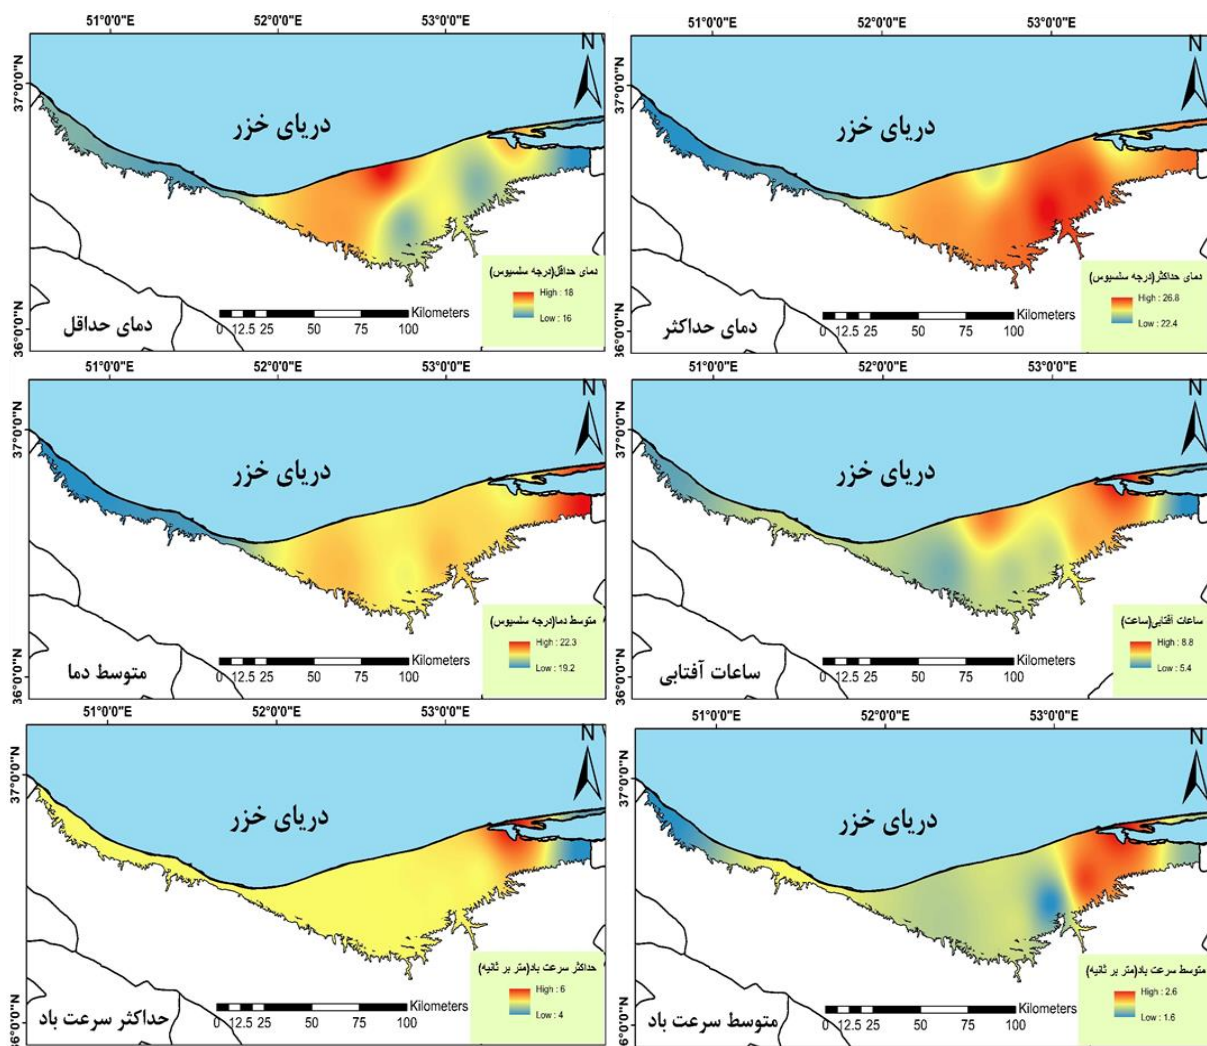 51°0'0"E 52°0'0"E 53°0'0"E
N
37°0'0"N
دریای خزر
دمای حداقل(درجه سلسیوس)
High : 18
Low : 16
Kilometers
0 12.5 25 50 75 100
دمای حداقل
36°0'0"N
51°0'0"E 52°0'0"E 53°0'0"E
N
37°0'0"N
دریای خزر
دمای حداکثر(درجه سلسیوس)
High : 26.8
Low : 22.4
Kilometers
0 12.5 25 50 75 100
دمای حداکثر
36°0'0"N
51°0'0"E 52°0'0"E 53°0'0"E
N
37°0'0"N
دریای خزر
متوسط دما(درجه سلسیوس)
High : 22.3
Low : 19.2
Kilometers
0 12.5 25 50 75 100
متوسط دما
36°0'0"N
51°0'0"E 52°0'0"E 53°0'0"E
N
37°0'0"N
دریای خزر
ساعات آفتابی(ساعت)
High : 8.8
Low : 5.4
Kilometers
0 12.5 25 50 75 100
ساعات آفتابی
36°0'0"N
51°0'0"E 52°0'0"E 53°0'0"E
N
37°0'0"N
دریای خزر
حداکثر سرعت باد(متر بر ثانیه)
High : 6
Low : 4
Kilometers
0 12.5 25 50 75 100
حداکثر سرعت باد
36°0'0"N
51°0'0"E 52°0'0"E 53°0'0"E
N
37°0'0"N
دریای خزر
متوسط سرعت باد(متر بر ثانیه)
High : 2.6
Low : 1.6
Kilometers
0 12.5 25 50 75 100
متوسط سرعت باد
36°0'0"N